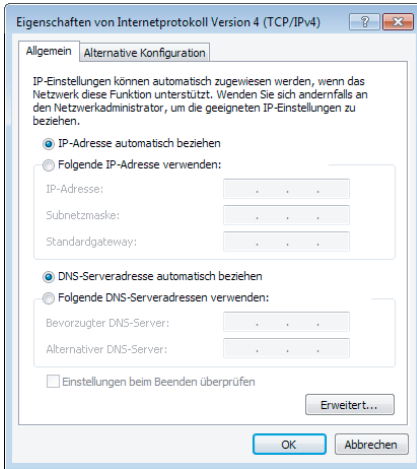 Eigenschaften von Internetprotokoll Version 4 (TCP/IPv4)
Allgemein
Alternative Konfiguration
IP-Einstellungen können automatisch zugewiesen werden, wenn das
Netzwerk diese Funktion unterstützt. Wenden Sie sich andernfalls an
den Netzwerkadministrator, um die geeigneten IP-Einstellungen zu
beziehen.
IP-Adresse automatisch beziehen
Folgende IP-Adresse verwenden:
IP-Adresse:
Subnetzmaske:
Standardgateway:
DNS-Serveradresse automatisch beziehen
Folgende DNS-Serveradressen verwenden:
Bevorzugter DNS-Server:
Alternativer DNS-Server:
Einstellungen beim Beenden überprüfen
Erweitert...
OK
Abbrechen